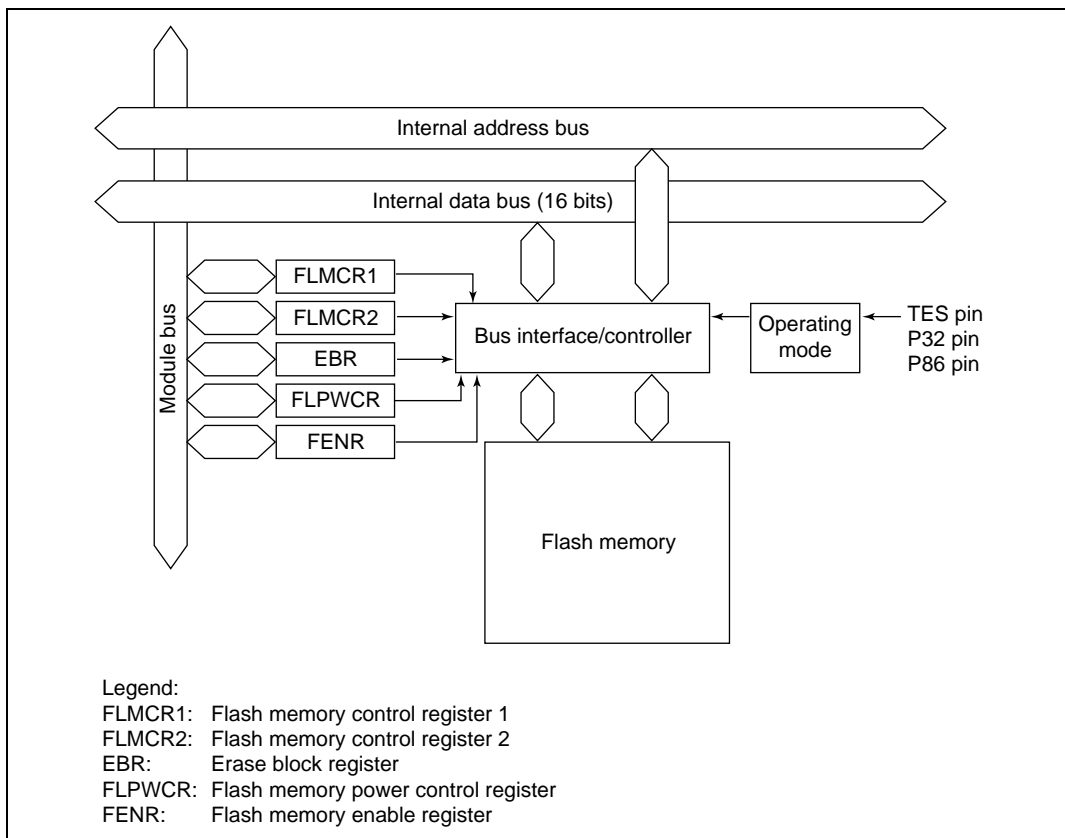 Internal address bus
Internal data bus (16 bits)
Module bus
FLMCR1
FLMCR2
EBR
FLPWCR
FENR
Bus interface/controller
Operating
mode
TES pin
P32 pin
P86 pin
Flash memory
Legend:
FLMCR1: Flash memory control register 1
FLMCR2: Flash memory control register 2
EBR: Erase block register
FLPWCR: Flash memory power control register
FENR: Flash memory enable register